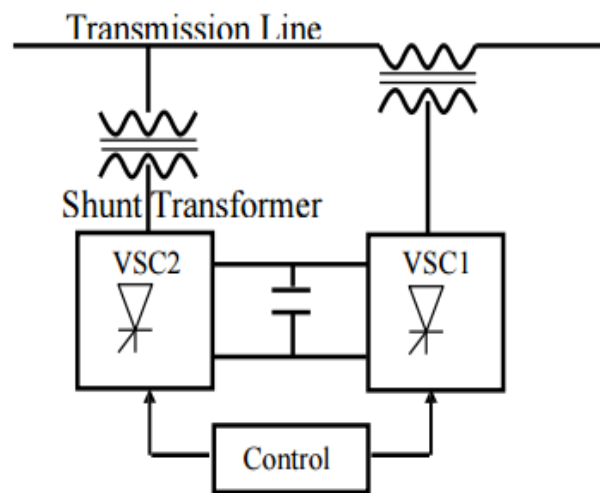 Transmission Line
Shunt Transformer
VSC2
VSC1
Control